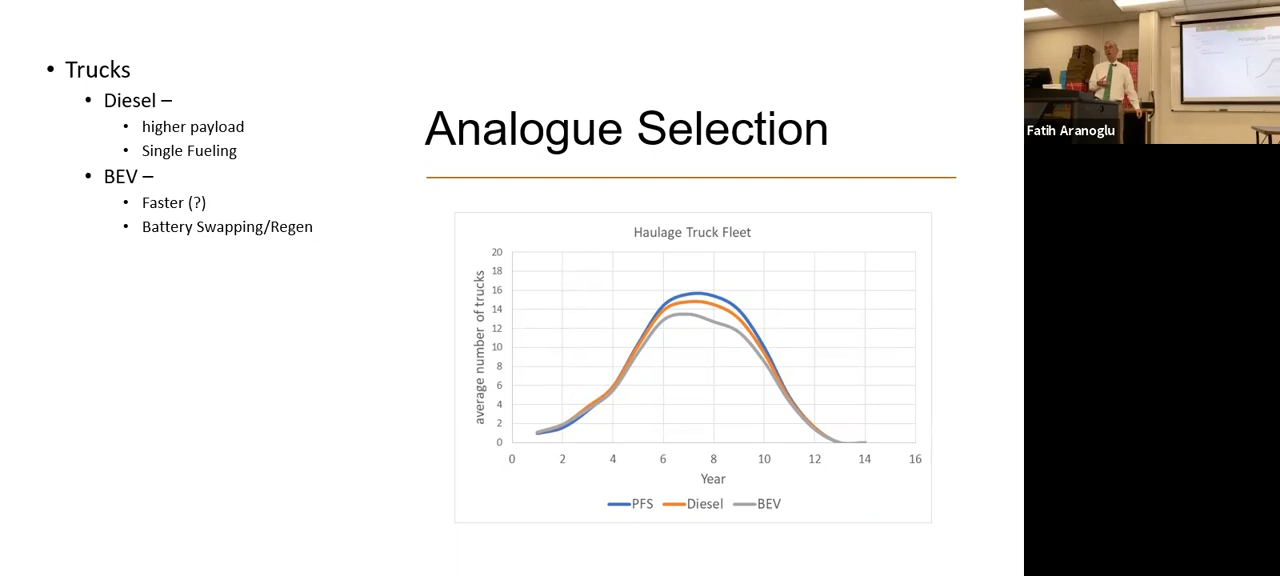 • Trucks
• Diesel –
• higher payload
• Single Fueling
• BEV –
• Faster (?)
• Battery Swapping/Regen
Analogue Selection
Haulage Truck Fleet
average number of trucks
20
18
16
14
12
10
8
6
4
2
0
0 2 4 6 8 10 12 14 16
Year
PFS Diesel BEV
Fatih Aranoglu